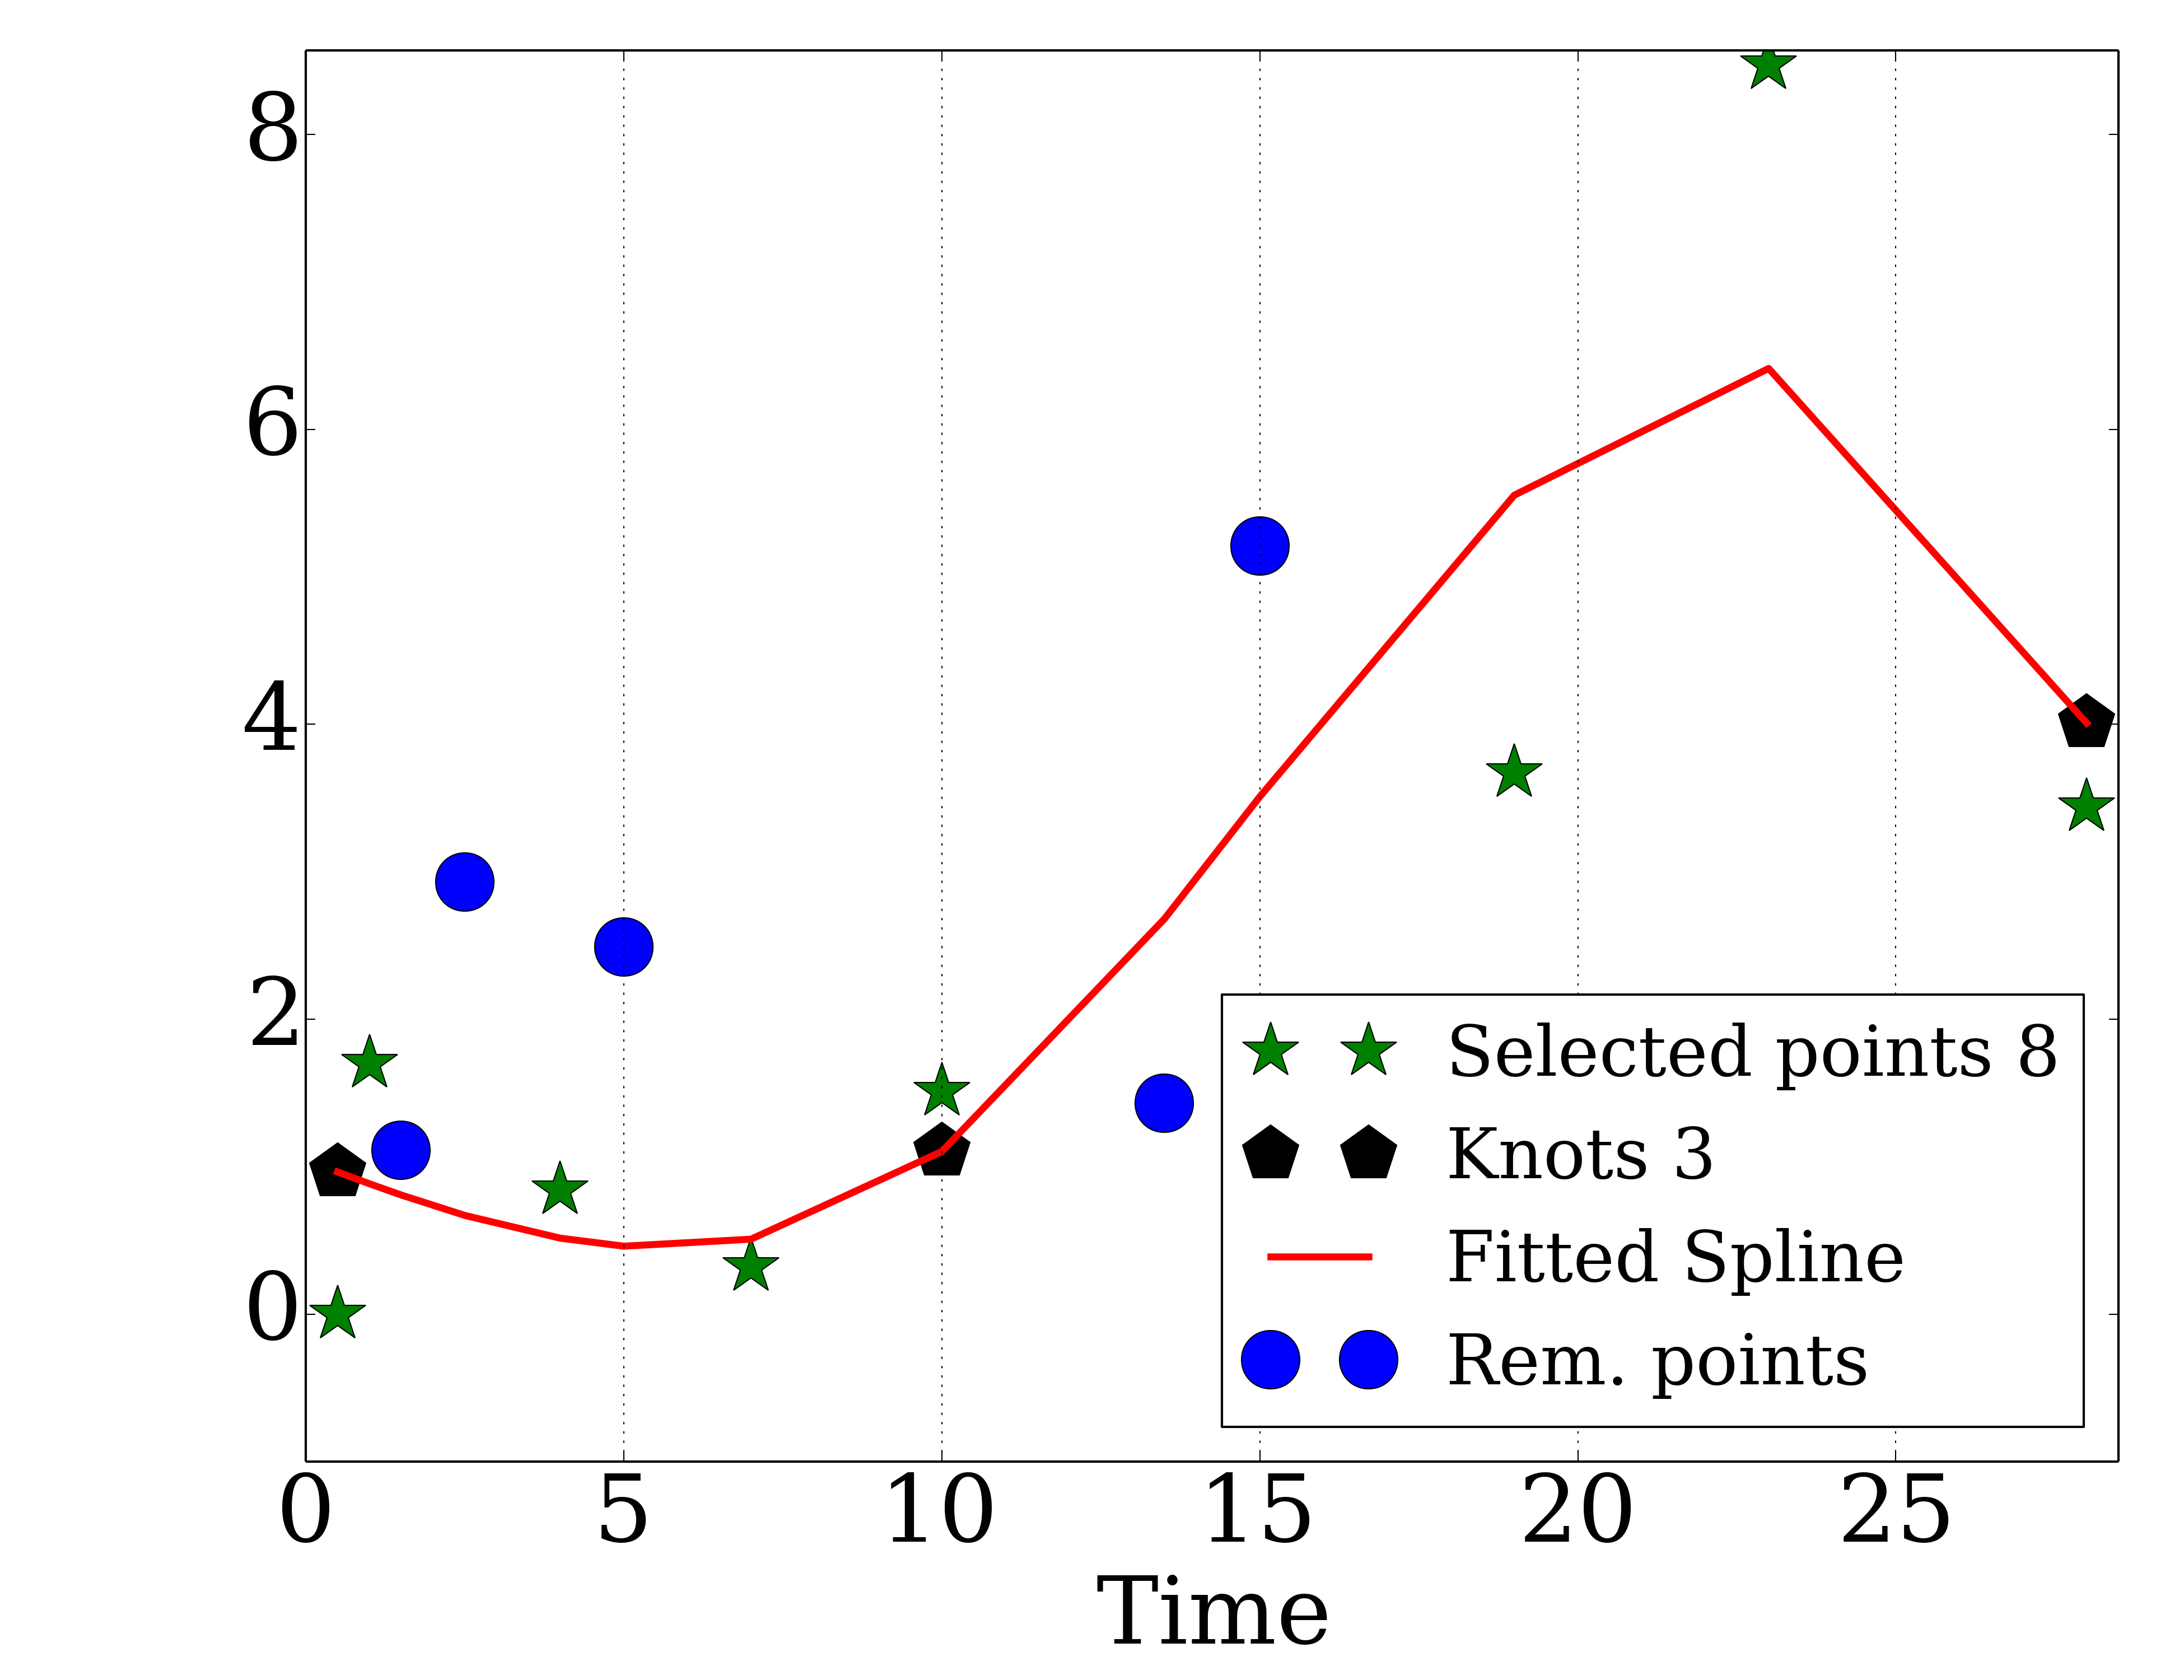 8
6
4
2
0
Selected points 8
Knots 3
Fitted Spline
Rem. points
0 5 10 15 20 25
Time